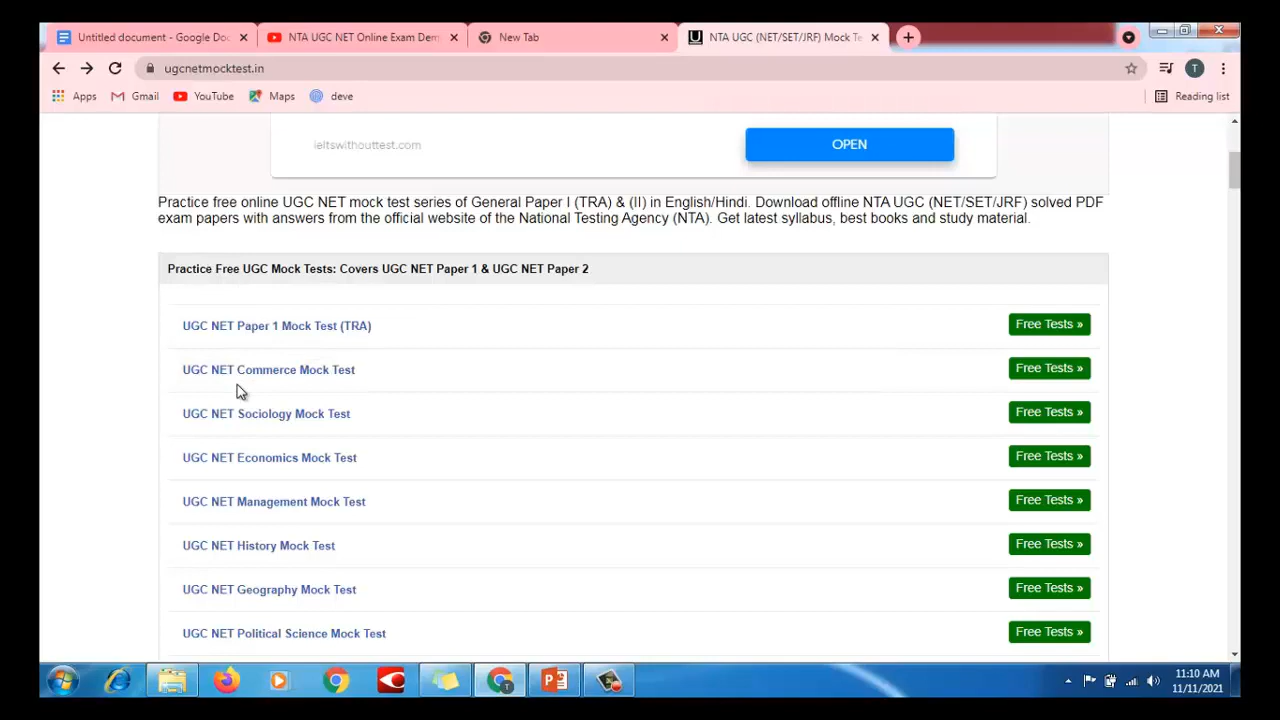 Untitled document - Google Doc
NTA UGC NET Online Exam Dem
New Tab
NTA UGC (NET/SET/JRF) Mock Te
ugcnetmocktest.in
T
Apps
Gmail
YouTube
Maps
deve
Reading list
ieltswithouttest.com
OPEN
Practice free online UGC NET mock test series of General Paper I (TRA) & (II) in English/Hindi. Download offline NTA UGC (NET/SET/JRF) solved PDF
exam papers with answers from the official website of the National Testing Agency (NTA). Get latest syllabus, best books and study material.
Practice Free UGC Mock Tests: Covers UGC NET Paper 1 & UGC NET Paper 2
UGC NET Paper 1 Mock Test (TRA)
Free Tests »
UGC NET Commerce Mock Test
Free Tests »
UGC NET Sociology Mock Test
Free Tests »
UGC NET Economics Mock Test
Free Tests »
UGC NET Management Mock Test
Free Tests »
UGC NET History Mock Test
Free Tests »
UGC NET Geography Mock Test
Free Tests »
UGC NET Political Science Mock Test
Free Tests »
11:10 AM
11/11/2021